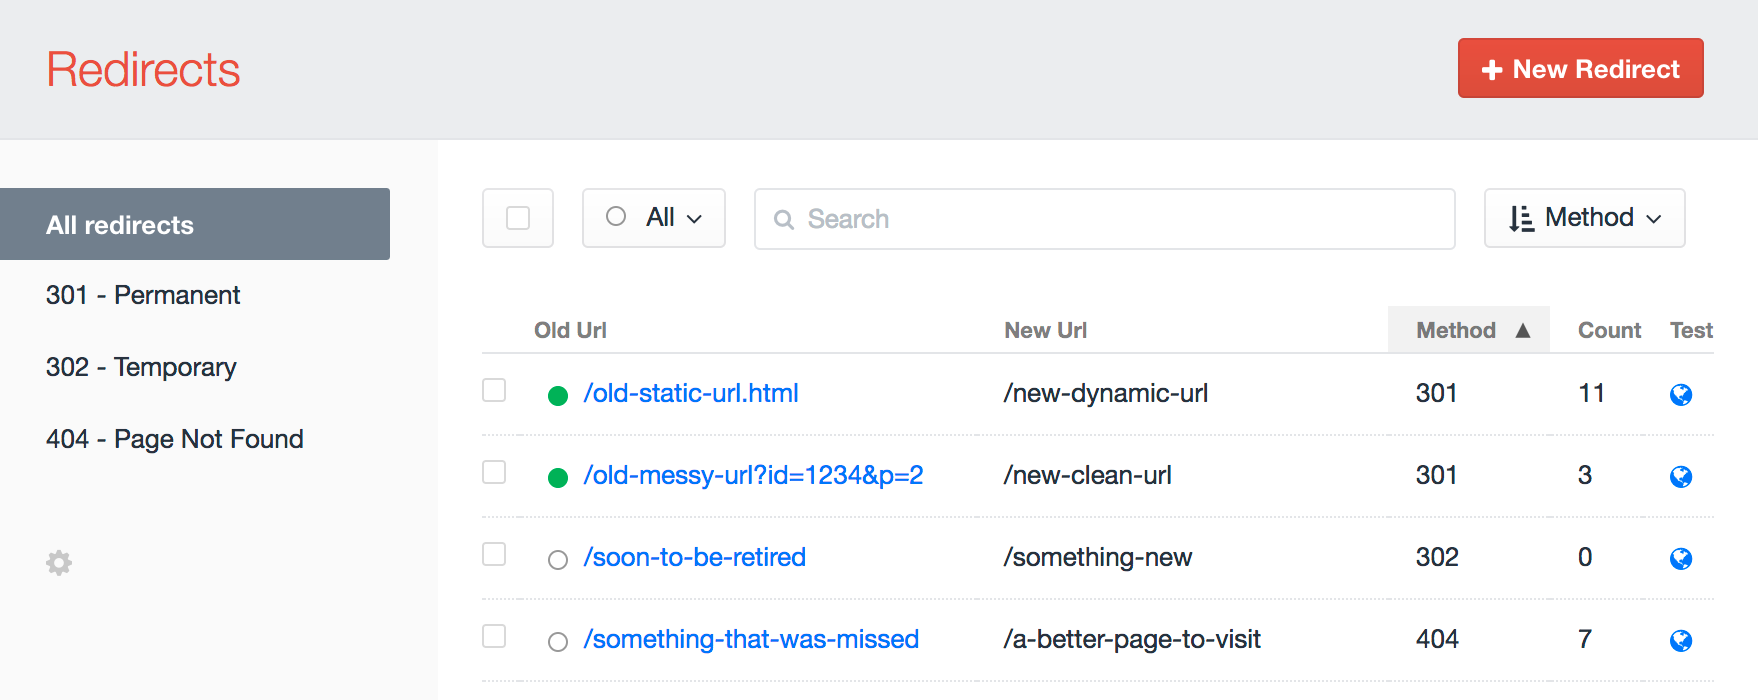 Redirects
New Redirect
All redirects
301 - Permanent
302 - Temporary
404 - Page Not Found
All
Search
Method
Old Url New Url Method ▲ Count Test
/old-static-url.html /new-dynamic-url 301 11
/old-messy-url?id=1234&p=2 /new-clean-url 301 3
/soon-to-be-retired /something-new 302 0
/something-that-was-missed /a-better-page-to-visit 404 7